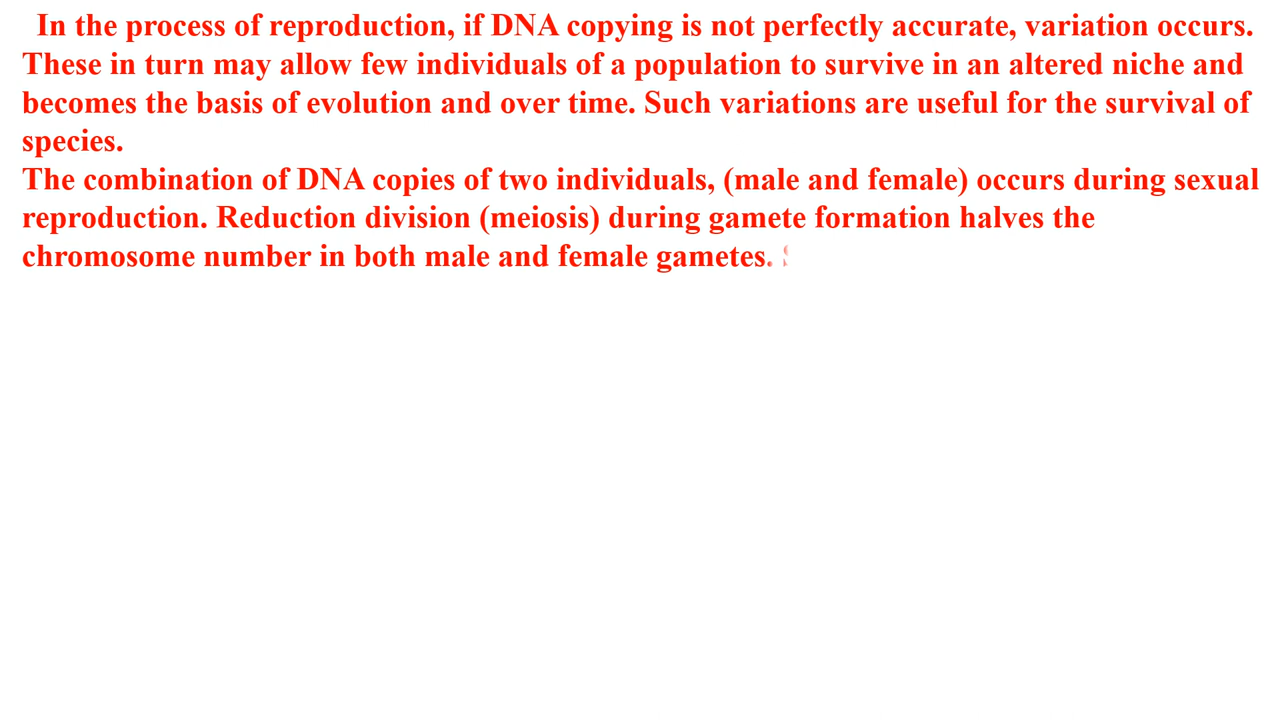 In the process of reproduction, if DNA copying is not perfectly accurate, variation occurs.
These in turn may allow few individuals of a population to survive in an altered niche and
becomes the basis of evolution and over time. Such variations are useful for the survival of
species.
The combination of DNA copies of two individuals, (male and female) occurs during sexual
reproduction. Reduction division (meiosis) during gamete formation halves the
chromosome number in both male and female gametes.